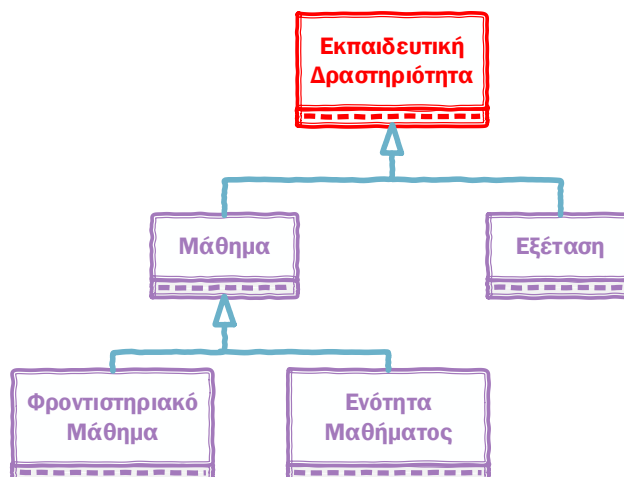 Εκπαιδευτική
Δραστηριότητα
Μάθημα
Εξέταση
Φροντιστηριακό
Μάθημα
Ενότητα
Μαθήματος